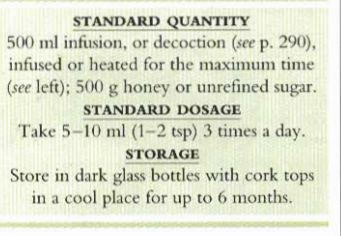 STANDARD QUANTITY
500 ml infusion, or decoction (see p. 290),
infused or heated for the maximum time
(see left); 500 g honey or unrefined sugar.
STANDARD DOSAGE
Take 5–10 ml (1–2 tsp) 3 times a day.
STORAGE
Store in dark glass bottles with cork tops
in a cool place for up to 6 months.